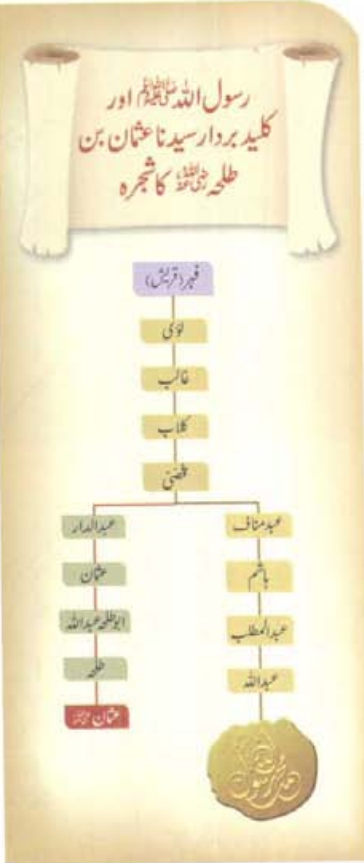 رسول اللہ ﷺ اور
کلید بردار سیدنا عثمان بن
طلحہ رضی اللہ عنہ کا شجرہ
فہر (قریش)
لؤی
غالب
کلاب
قصی
عبدالدار
عثمان
ابوطلحہ عبداللہ
طلحہ
عثمان رضی اللہ عنہ
عبدمناف
ہاشم
عبدالمطلب
عبداللہ
محمد رسول اللہ